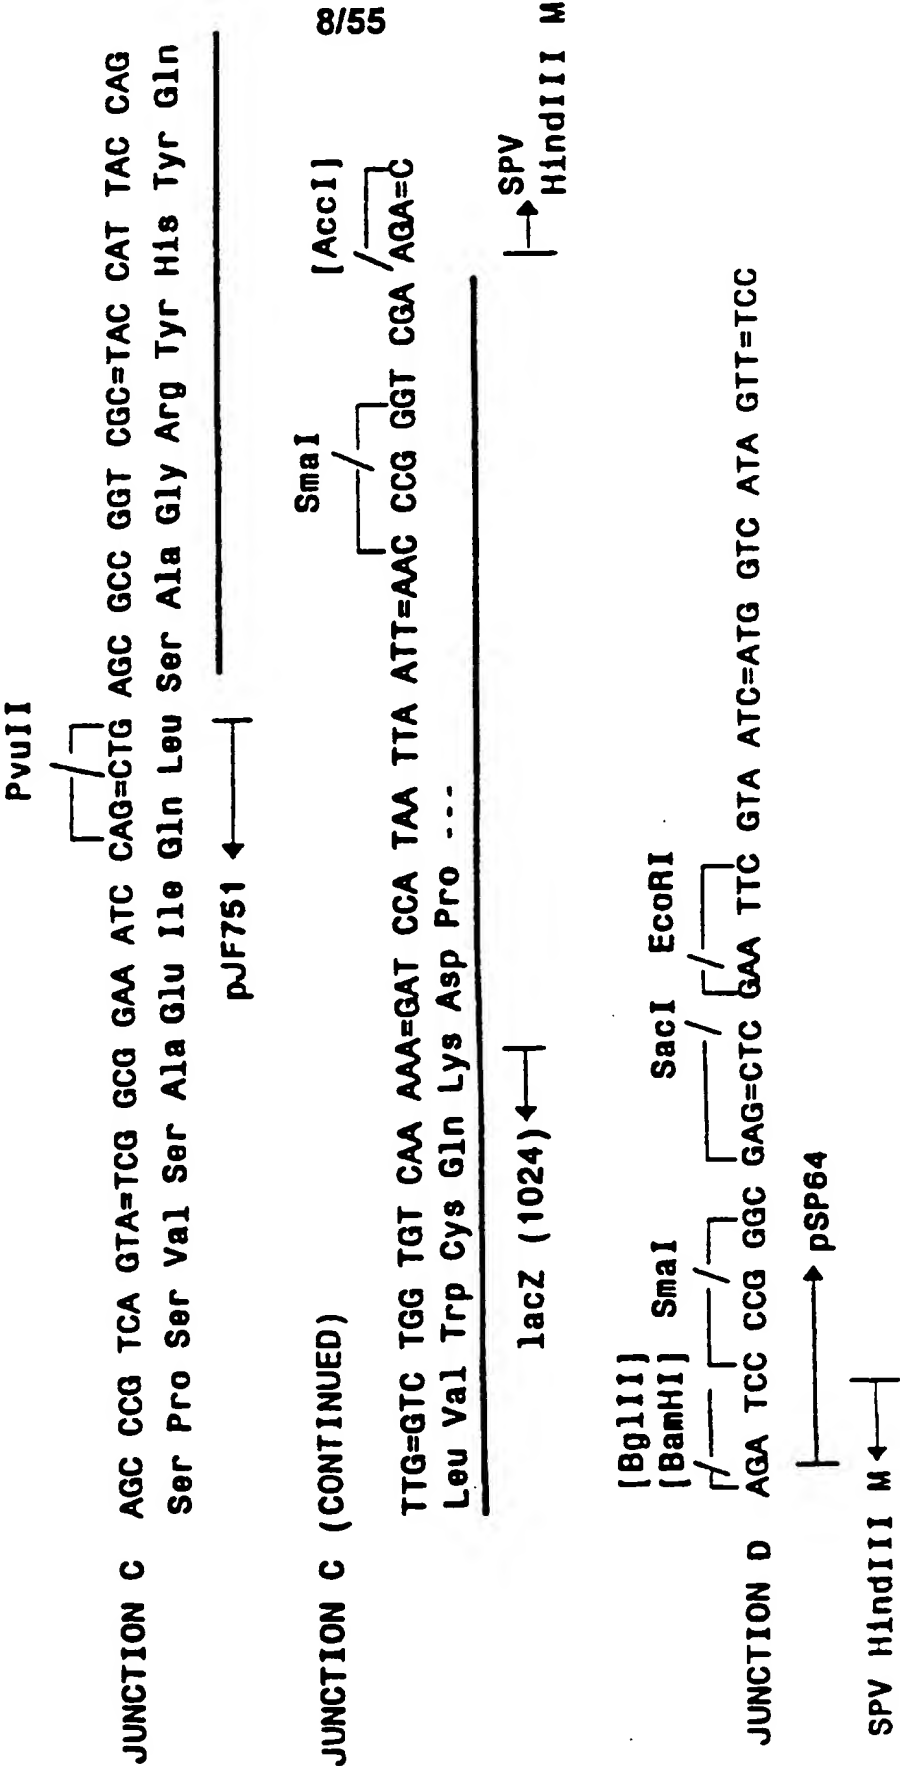 8/55
PvuII
JUNCTION C AGC CCG TCA GTA=TCG GCG GAA ATC CAG=CTG AGC GCC GGT CGC=TAC CAT TAC CAG
Ser Pro Ser Val Ser Ala Glu Ile Gln Leu Ser Ala Gly Arg Tyr His Tyr Gln
pJF751
JUNCTION C (CONTINUED)
SmaI [AccI]
TTG=GTC TGG TGT CAA AAA=GAT CCA TAA TTA ATT=AAC CCG GGT CGA AGA=C
Leu Val Trp Cys Gln Lys Asp Pro ---
lacZ (1024) SPV
HindIII M
[BglII]
[BamHI] SmaI SacI EcoRI
JUNCTION D AGA TCC CCG GGC GAG=CTC GAA TTC GTA ATC=ATG GTC ATA GTT=TCC
pSP64
SPV HindIII M